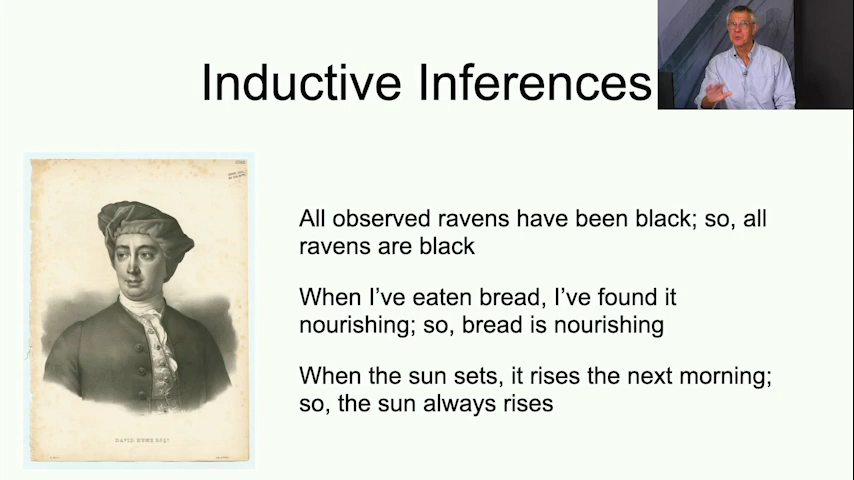 Inductive Inferences
All observed ravens have been black; so, all
ravens are black
When I've eaten bread, I've found it
nourishing; so, bread is nourishing
When the sun sets, it rises the next morning;
so, the sun always rises
DAVID HUME ESQR.